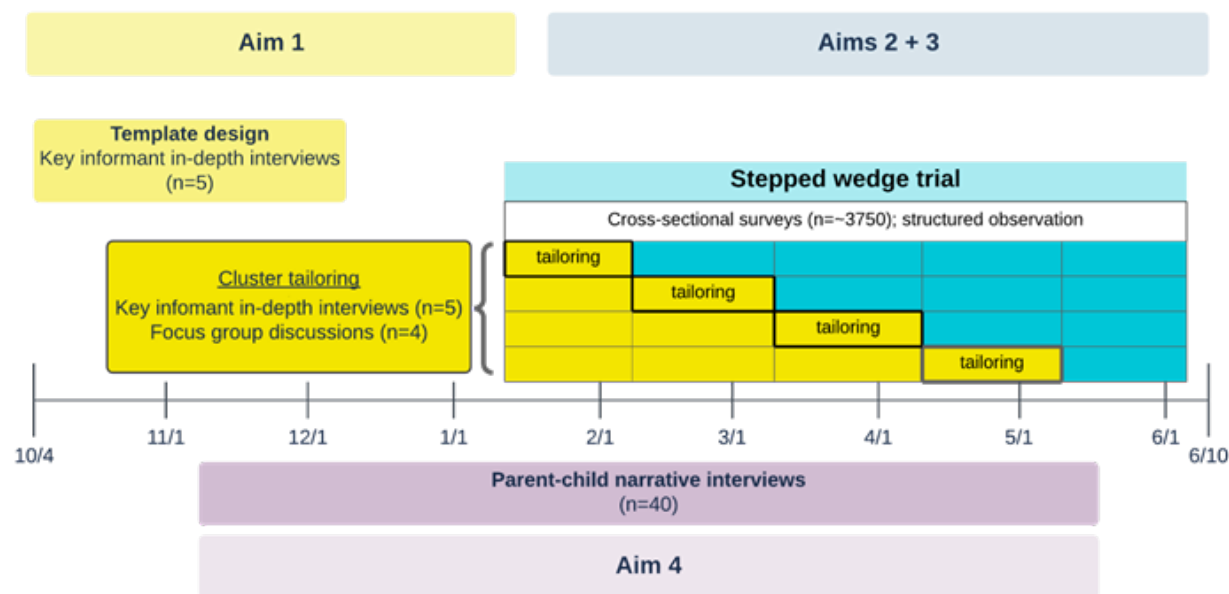 Aim 1
Aims 2 + 3
Template design
Key informant in-depth interviews
(n=5)
Stepped wedge trial
Cross-sectional surveys (n=~3750); structured observation
Cluster tailoring
Key infomant in-depth interviews (n=5)
Focus group discussions (n=4)
tailoring
tailoring
tailoring
tailoring
10/4
11/1
12/1
1/1
2/1
3/1
4/1
5/1
6/1
6/10
Parent-child narrative interviews
(n=40)
Aim 4